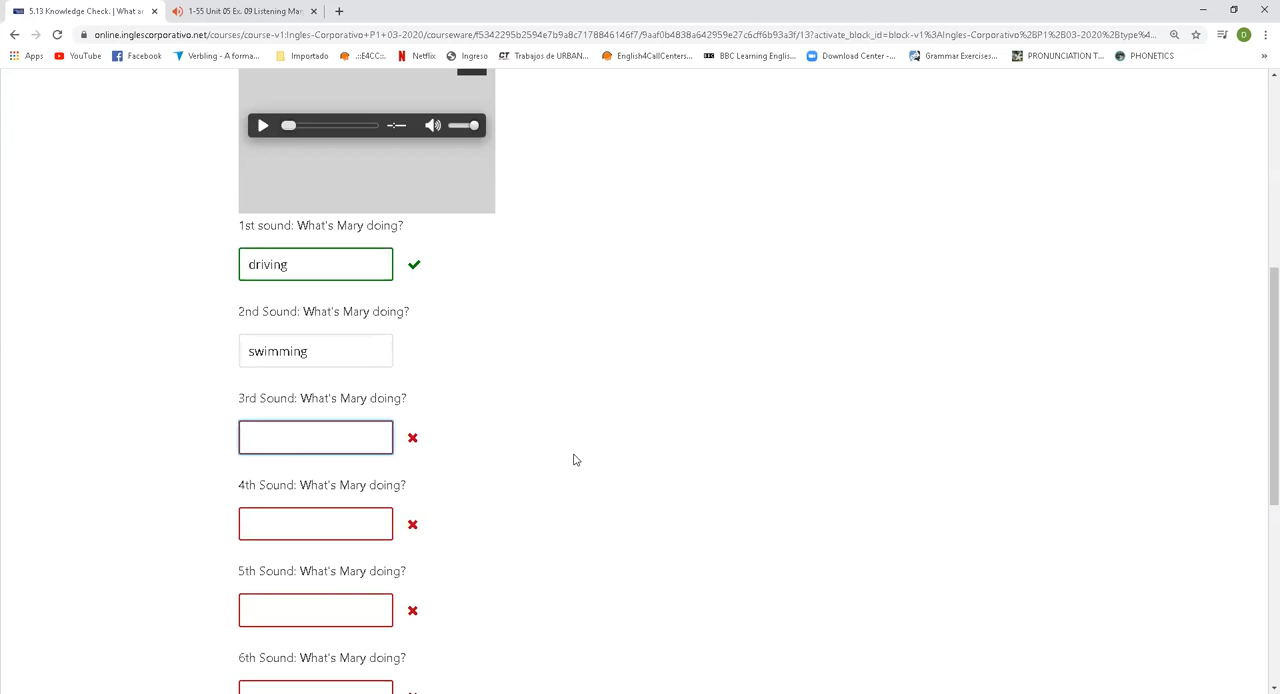 5.13 Knowledge Check. | What ar
1-55 Unit 05 Ex. 09 Listening Mar
online.inglescorporativo.net/courses/course-v1:Ingles-Corporativo+P1+03-2020/courseware/f5342295b2594e7b9a8c7178846146f7/9aaf0b4838a642959e27c6cff6b93a3f/13?activate_block_id=block-v1%3AIngles-Corporativo%2BP1%2B03-2020%2Btype%4...
D
Apps YouTube Facebook Verbling - A forma... Importado .::E4CC::. Netflix Ingreso CT Trabajos de URBAN... English4CallCenters... BBC Learning Englis... Download Center -... Grammar Exercises... PRONUNCIATION T... PHONETICS
1st sound: What's Mary doing?
driving
2nd Sound: What's Mary doing?
swimming
3rd Sound: What's Mary doing?
4th Sound: What's Mary doing?
5th Sound: What's Mary doing?
6th Sound: What's Mary doing?